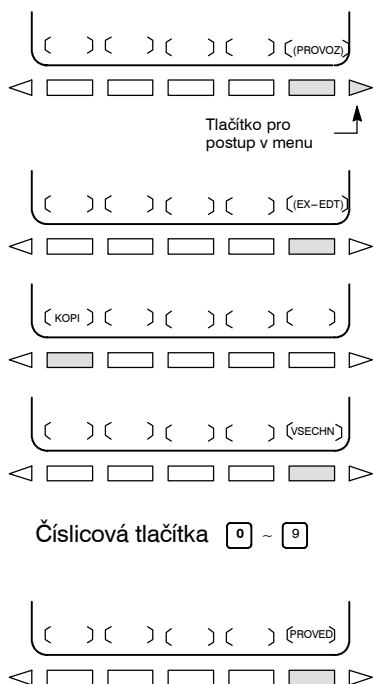 (PROVOZ)
Tlačítko pro
postup v menu
(EX−EDT)
KOPI
VSECHN
Číslicová tlačítka 0 ~ 9
PROVED